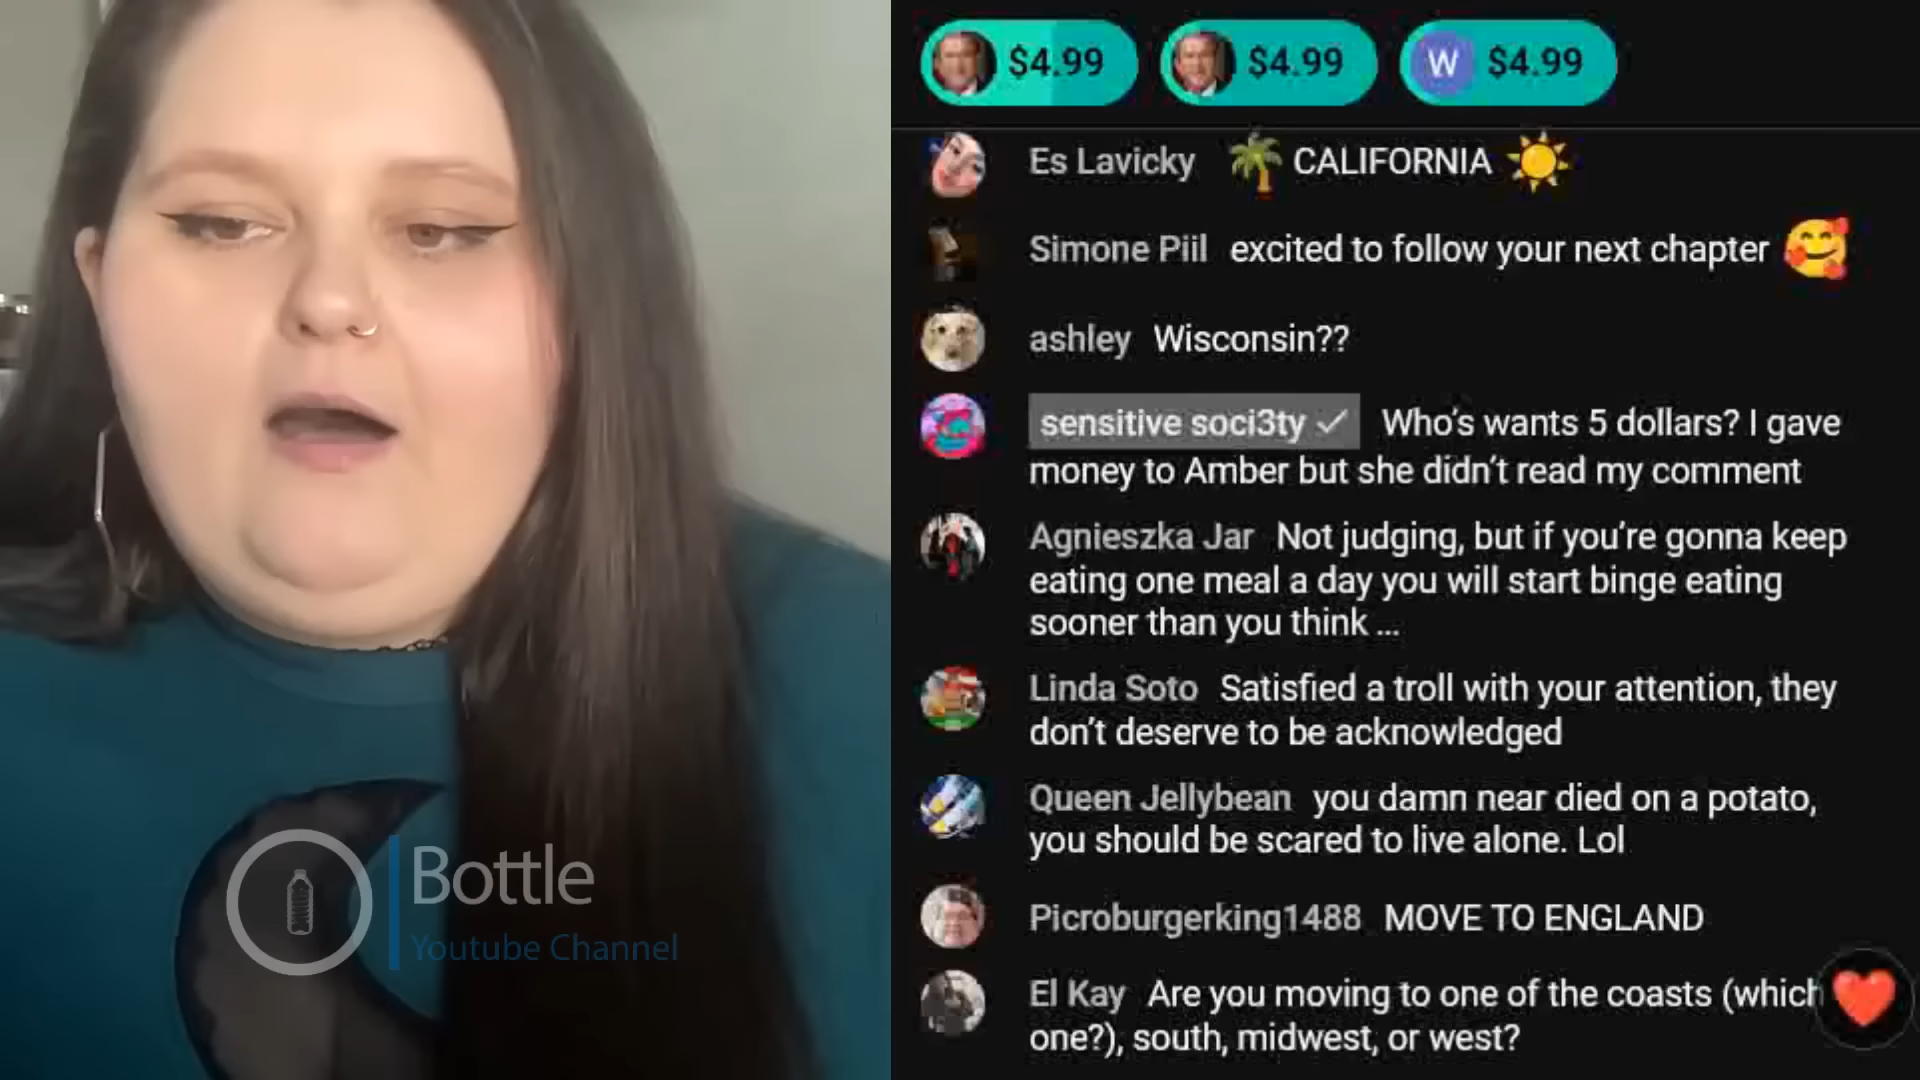 $4.99
$4.99
W
$4.99
Es Lavicky 🌴 CALIFORNIA ☀️
Simone Piil excited to follow your next chapter 🥰
ashley Wisconsin??
sensitive soci3ty ✓ Who's wants 5 dollars? I gave
money to Amber but she didn't read my comment
Agnieszka Jar Not judging, but if you're gonna keep
eating one meal a day you will start binge eating
sooner than you think ...
Linda Soto Satisfied a troll with your attention, they
don't deserve to be acknowledged
Queen Jellybean you damn near died on a potato,
you should be scared to live alone. Lol
Picroburgerking1488 MOVE TO ENGLAND
El Kay Are you moving to one of the coasts (which
one?), south, midwest, or west?
Bottle
Youtube Channel